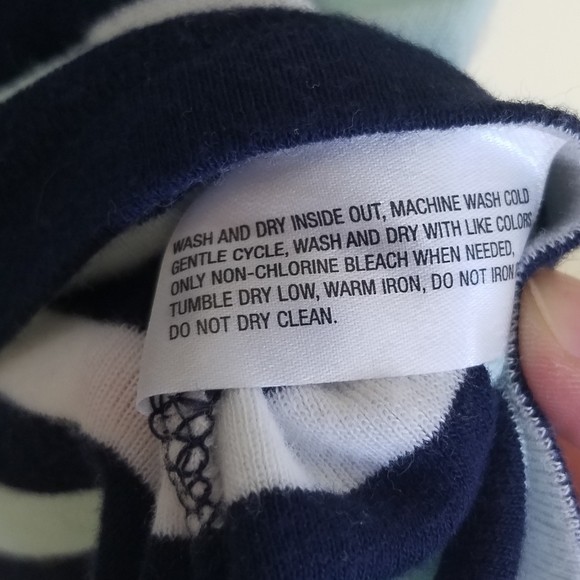 WASH AND DRY INSIDE OUT, MACHINE WASH COLD
GENTLE CYCLE, WASH AND DRY WITH LIKE COLORS
ONLY NON-CHLORINE BLEACH WHEN NEEDED,
TUMBLE DRY LOW, WARM IRON, DO NOT IRON
DO NOT DRY CLEAN.